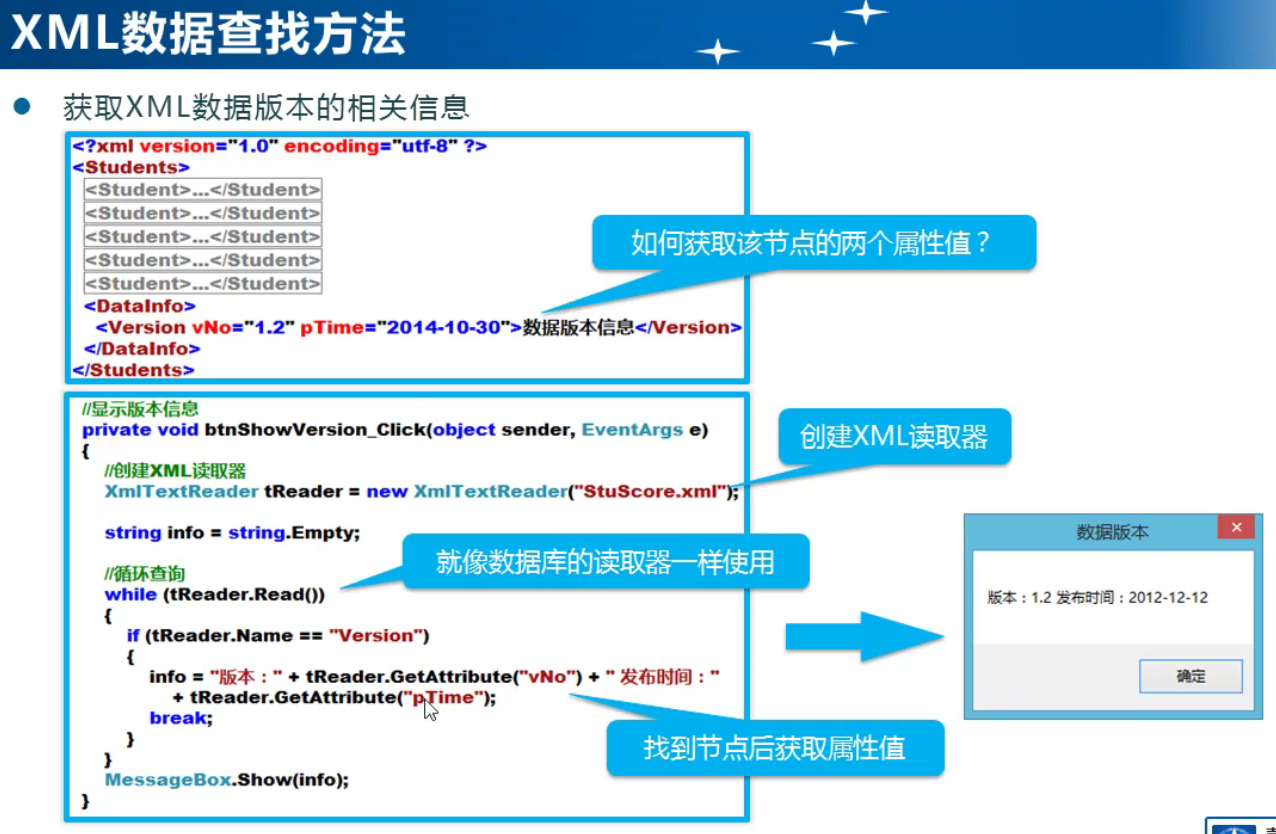 XML数据查找方法
获取XML数据版本的相关信息
<?xml version="1.0" encoding="utf-8" ?>
<Students>
<Student>...</Student>
<Student>...</Student>
<Student>...</Student>
<Student>...</Student>
<Student>...</Student>
<DataInfo>
<Version vNo="1.2" pTime="2014-10-30">数据版本信息</Version>
</DataInfo>
</Students>
如何获取该节点的两个属性值？
//显示版本信息
private void btnShowVersion_Click(object sender, EventArgs e)
{
//创建XML读取器
XmlTextReader tReader = new XmlTextReader("StuScore.xml");
创建XML读取器
string info = string.Empty;
就像数据库的读取器一样使用
//循环查询
while (tReader.Read())
{
if (tReader.Name == "Version")
{
info = "版本：" + tReader.GetAttribute("vNo") + " 发布时间："
+ tReader.GetAttribute("pTime");
break;
}
}
MessageBox.Show(info);
}
找到节点后获取属性值
数据版本
版本：1.2 发布时间：2012-12-12
确定